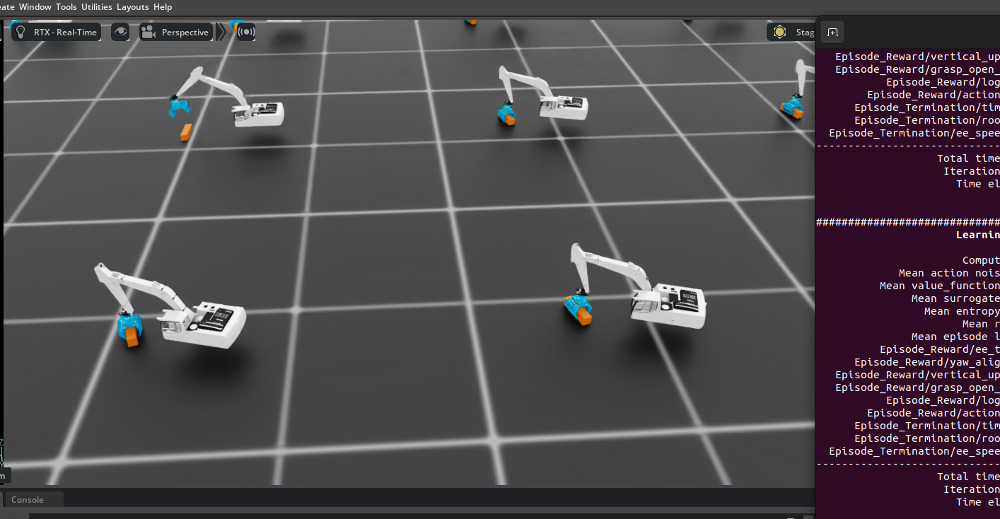 eate Window Tools Utilities Layouts Help
RTX - Real-Time
Perspective
Stag
Episode_Reward/vertical_up
Episode_Reward/grasp_open_
Episode_Reward/log
Episode_Reward/action
Episode_Termination/tim
Episode_Termination/roo
Episode_Termination/ee_spee
--------------------------------------------------------------------------------
Total time
Iteration
Time el
################################################################################
Learnin
Comput
Mean action nois
Mean value_function
Mean surrogate
Mean entropy
Mean r
Mean episode l
Episode_Reward/ee_t
Episode_Reward/yaw_alig
Episode_Reward/vertical_up
Episode_Reward/grasp_open_
Episode_Reward/log
Episode_Reward/action
Episode_Termination/tim
Episode_Termination/roo
Episode_Termination/ee_spee
--------------------------------------------------------------------------------
Total time
Iteration
Time el
Z
Y
m
Console